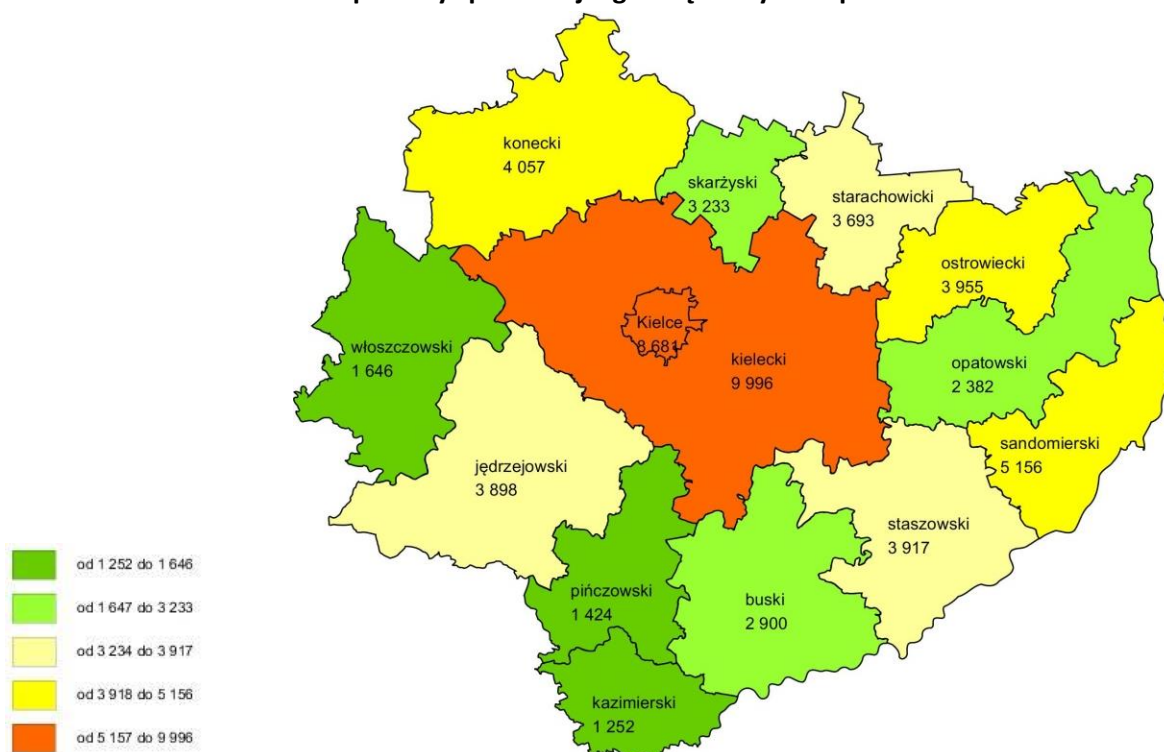 konecki
4 057
skarżyski
3 233
starachowicki
3 693
ostrowiecki
3 955
Kielce
8 681
włoszczowski
1 646
kielecki
9 996
opatowski
2 382
sandomierski
5 156
jędrzejowski
3 898
staszowski
3 917
pińczowski
1 424
buski
2 900
kazimierski
1 252
od 1 252 do 1 646
od 1 647 do 3 233
od 3 234 do 3 917
od 3 918 do 5 156
od 5 157 do 9 996